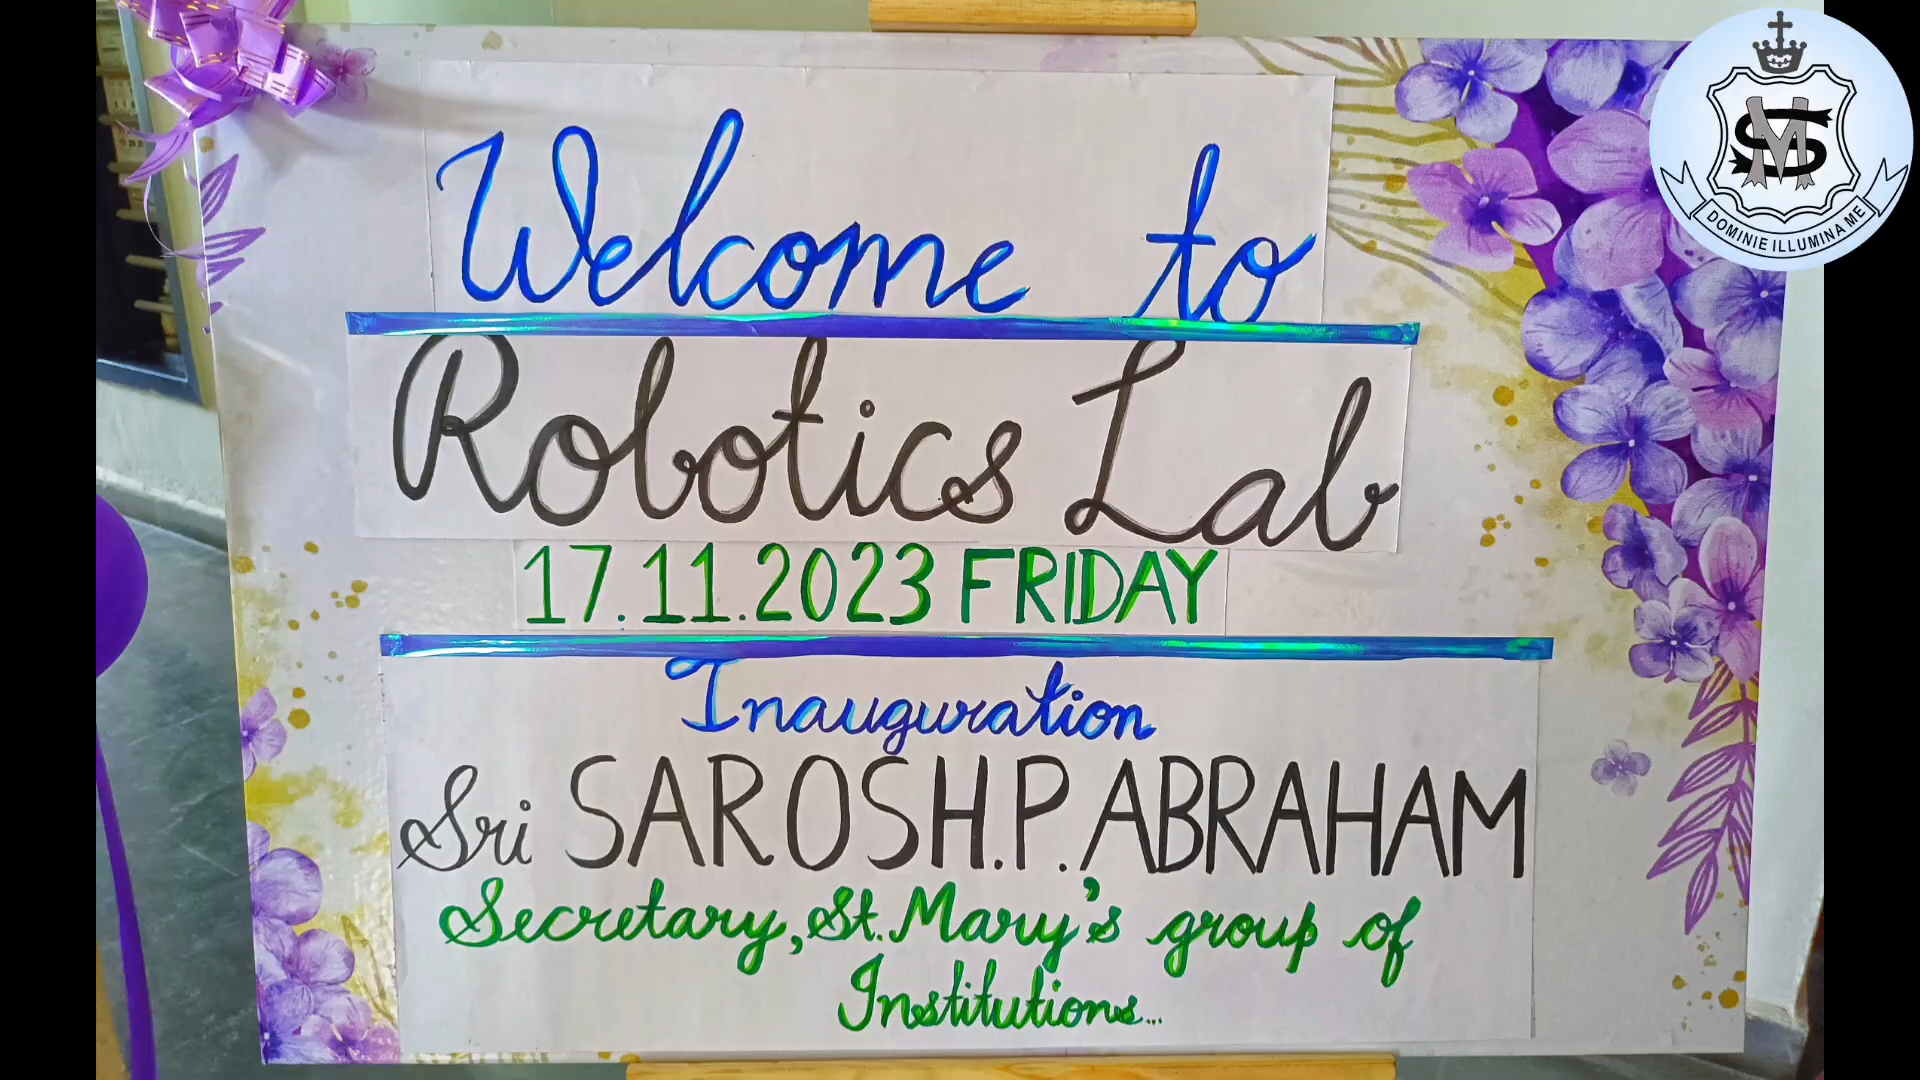 Welcome to
Robotics Lab
17.11.2023 FRIDAY
Inauguration
Sri SAROSH.P.ABRAHAM
Secretary, St. Mary's group of
Institutions...
SM
DOMINIE ILLUMINA ME